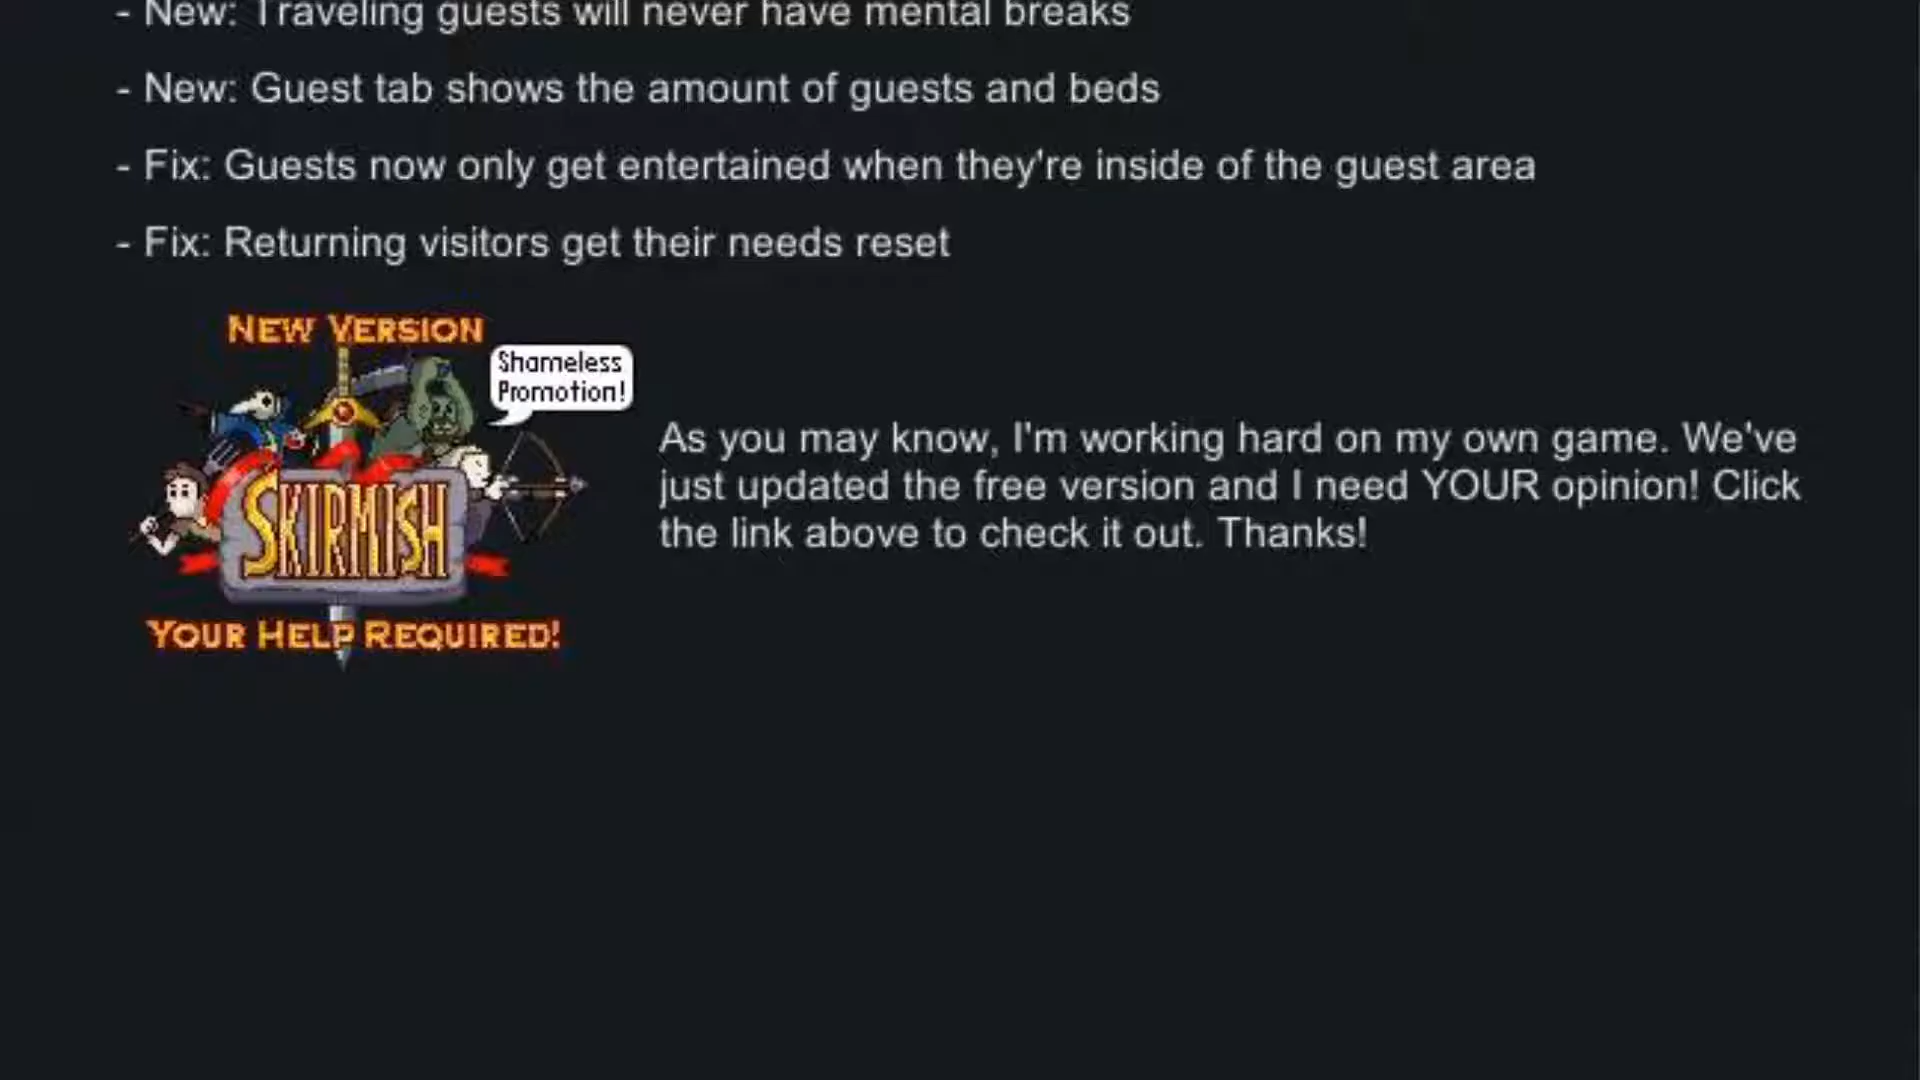 - New: Traveling guests will never have mental breaks
- New: Guest tab shows the amount of guests and beds
- Fix: Guests now only get entertained when they're inside of the guest area
- Fix: Returning visitors get their needs reset
NEW VERSION
Shameless
Promotion!
SKIRMISH
YOUR HELP REQUIRED!
As you may know, I'm working hard on my own game. We've
just updated the free version and I need YOUR opinion! Click
the link above to check it out. Thanks!